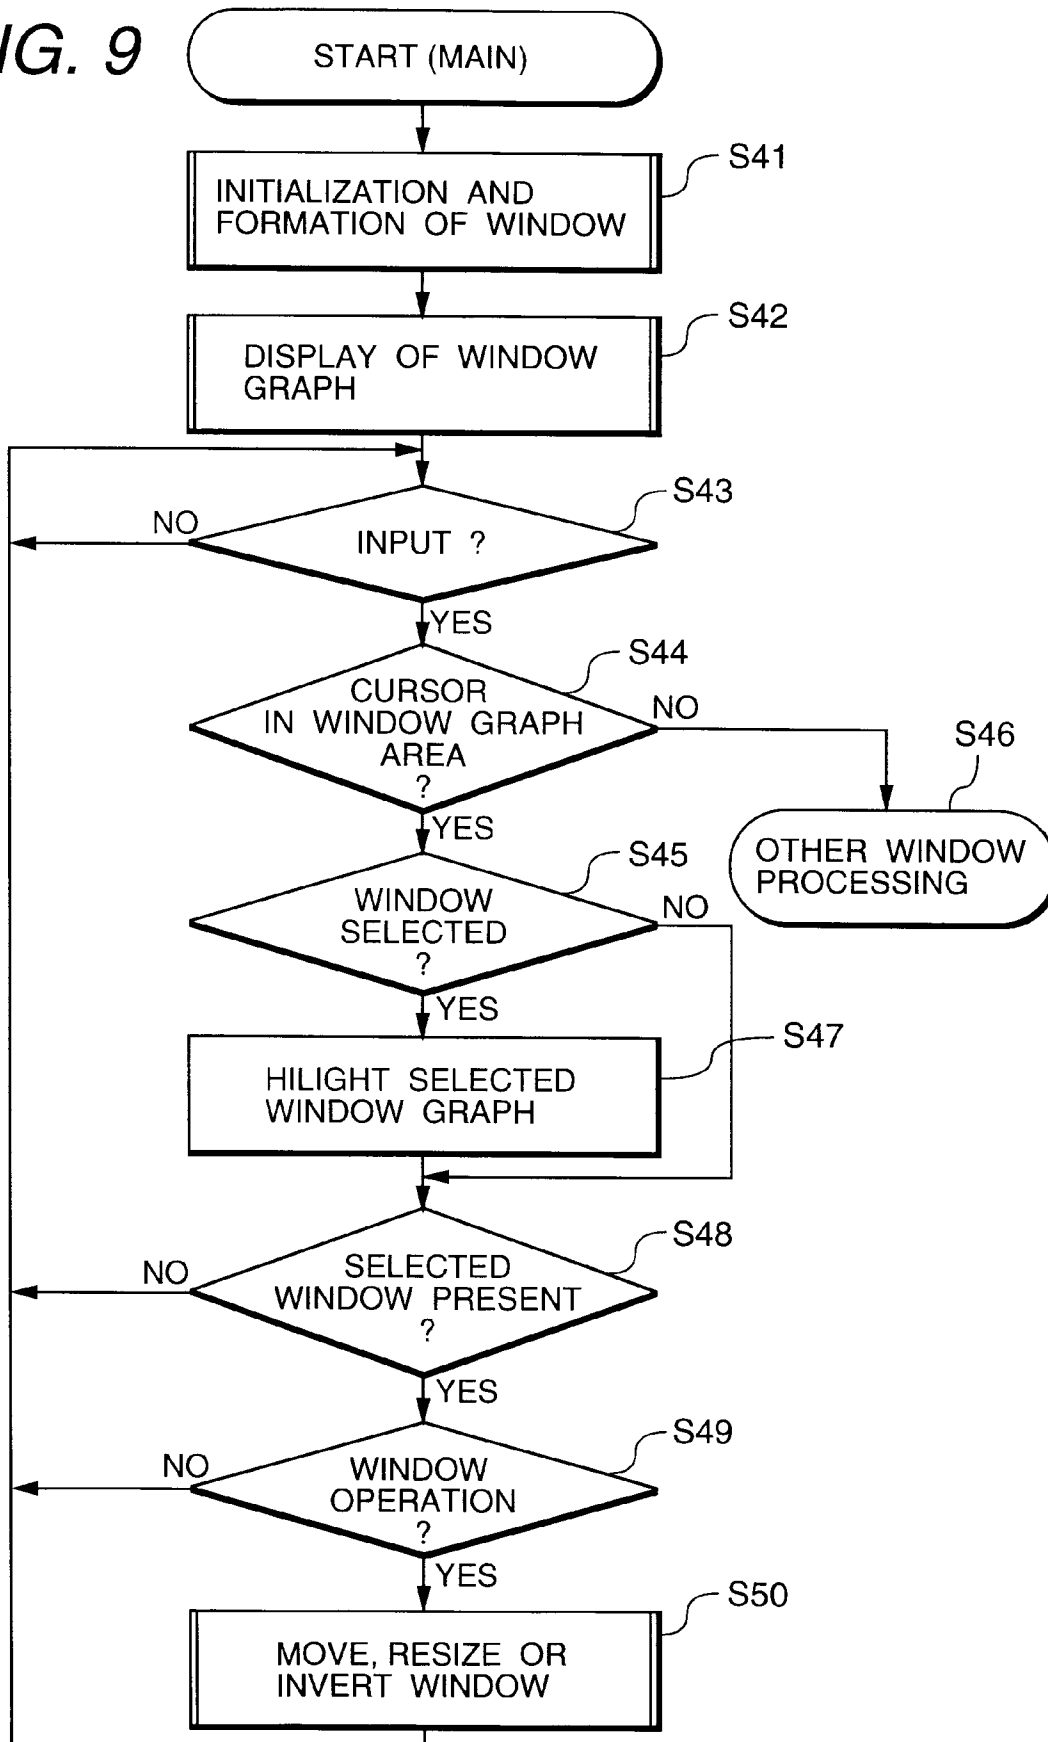 IG. 9
START (MAIN)
S41
INITIALIZATION AND
FORMATION OF WINDOW
S42
DISPLAY OF WINDOW
GRAPH
S43
NO
INPUT ?
YES
S44
CURSOR
IN WINDOW GRAPH
AREA
?
NO
S46
YES
OTHER WINDOW
PROCESSING
S45
WINDOW
SELECTED
?
NO
YES
S47
HILIGHT SELECTED
WINDOW GRAPH
S48
NO
SELECTED
WINDOW PRESENT
?
YES
S49
NO
WINDOW
OPERATION
?
YES
S50
MOVE, RESIZE OR
INVERT WINDOW